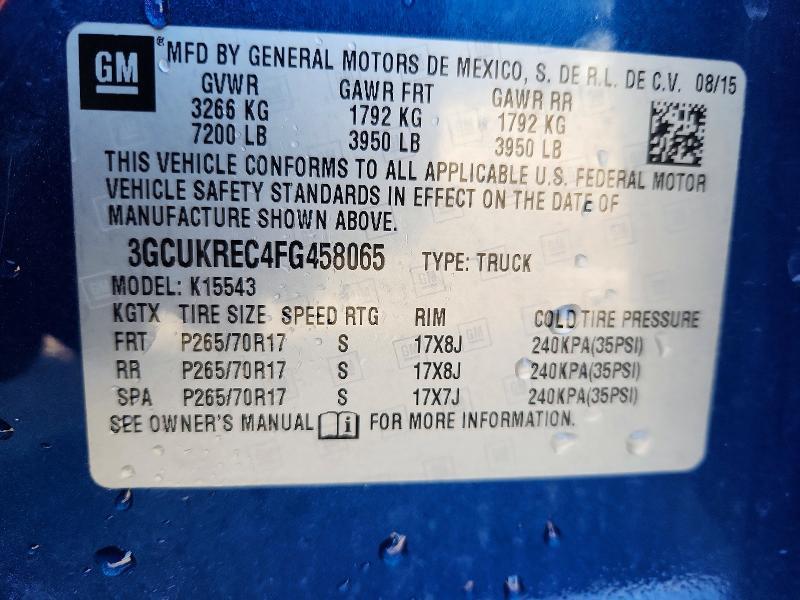 GM ® MFD BY GENERAL MOTORS DE MEXICO, S. DE R.L. DE C.V. 08/15
GVWR GAWR FRT GAWR RR
3266 KG 1792 KG 1792 KG
7200 LB 3950 LB 3950 LB
THIS VEHICLE CONFORMS TO ALL APPLICABLE U.S. FEDERAL MOTOR
VEHICLE SAFETY STANDARDS IN EFFECT ON THE DATE OF
MANUFACTURE SHOWN ABOVE.
3GCUKREC4FG458065 TYPE: TRUCK
MODEL: K15543
KGTX TIRE SIZE SPEED RTG RIM COLD TIRE PRESSURE
FRT P265/70R17 S 17X8J 240KPA(35PSI)
RR P265/70R17 S 17X8J 240KPA(35PSI)
SPA P265/70R17 S 17X7J 240KPA(35PSI)
SEE OWNER'S MANUAL i FOR MORE INFORMATION.